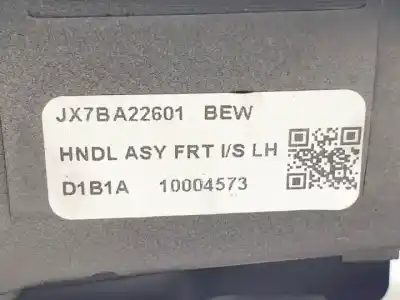 JX7BA22601 BEW
HNDL ASY FRT I/S LH
D1B1A 10004573